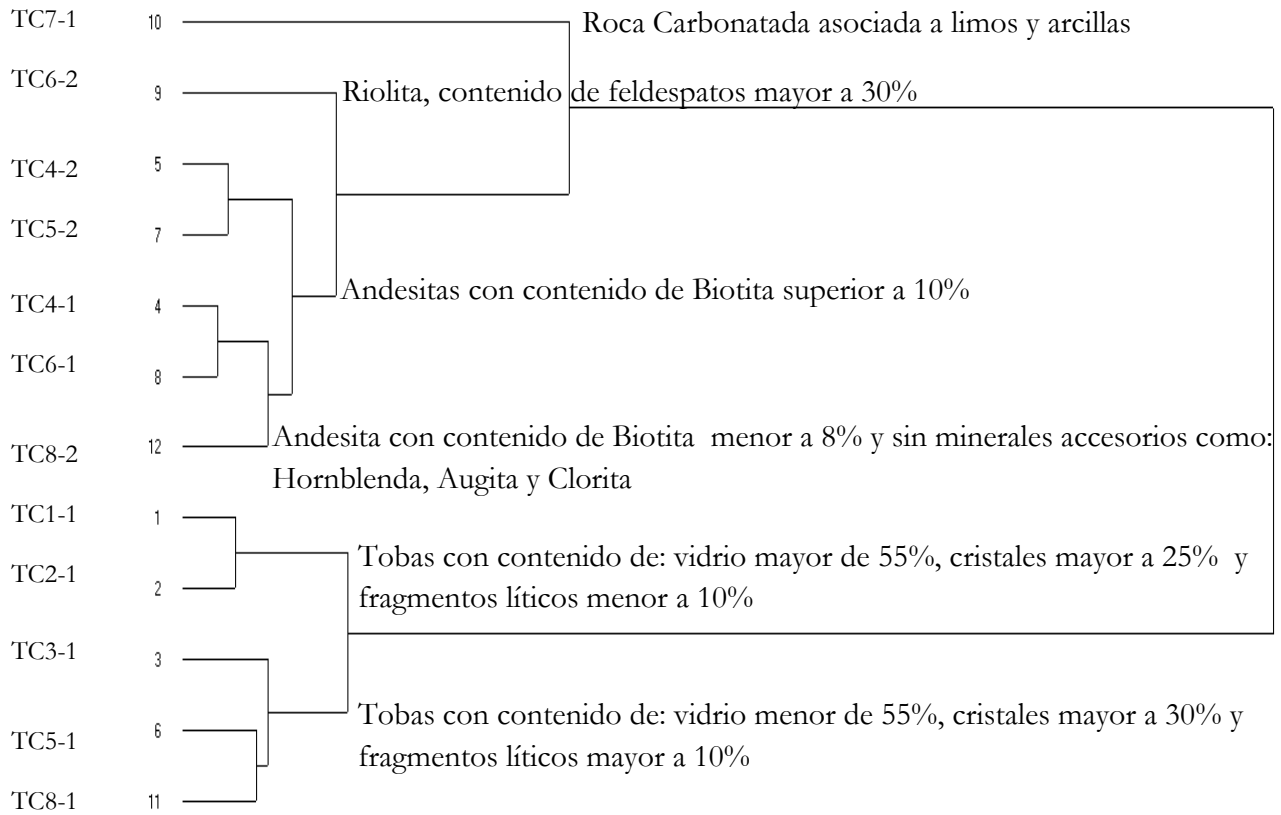 TC7-1 10 Roca Carbonatada asociada a limos y arcillas
TC6-2 9 Riolita, contenido de feldespatos mayor a 30%
TC4-2 5
TC5-2 7
Andesitas con contenido de Biotita superior a 10%
TC4-1 4
TC6-1 8
TC8-2 12 Andesita con contenido de Biotita menor a 8% y sin minerales accesorios como:
Hornblenda, Augita y Clorita
TC1-1 1
Tobas con contenido de: vidrio mayor de 55%, cristales mayor a 25% y
TC2-1 2
fragmentos líticos menor a 10%
TC3-1 3
Tobas con contenido de: vidrio menor de 55%, cristales mayor a 30% y
TC5-1 6
fragmentos líticos mayor a 10%
TC8-1 11